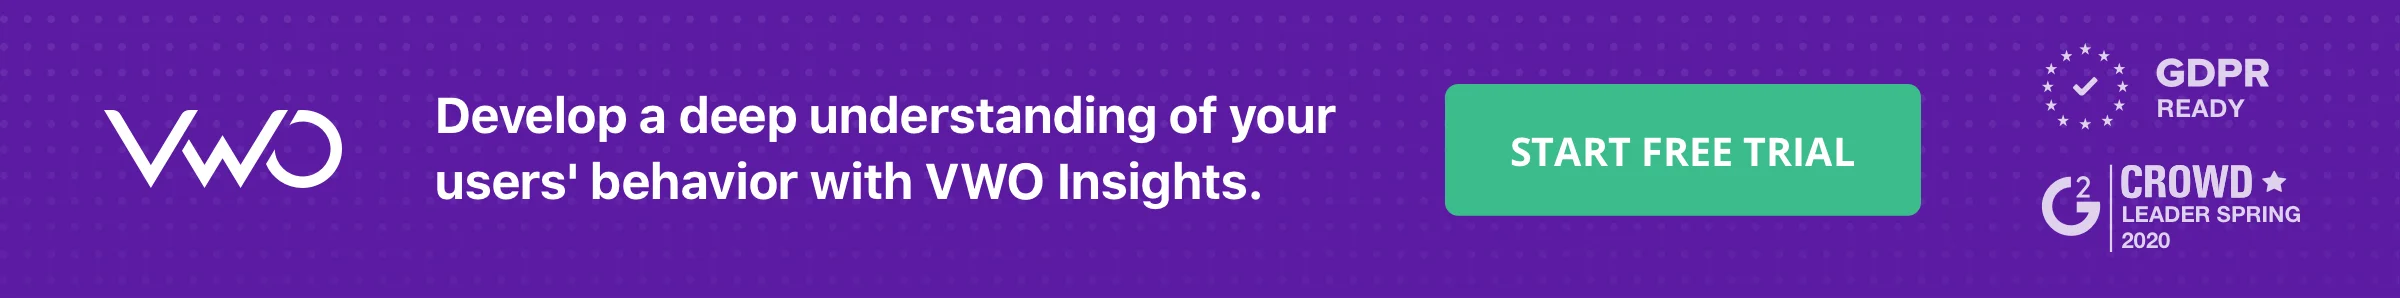 VWO
Develop a deep understanding of your
users' behavior with VWO Insights.
START FREE TRIAL
GDPR
READY
G2
CROWD
LEADER SPRING
2020